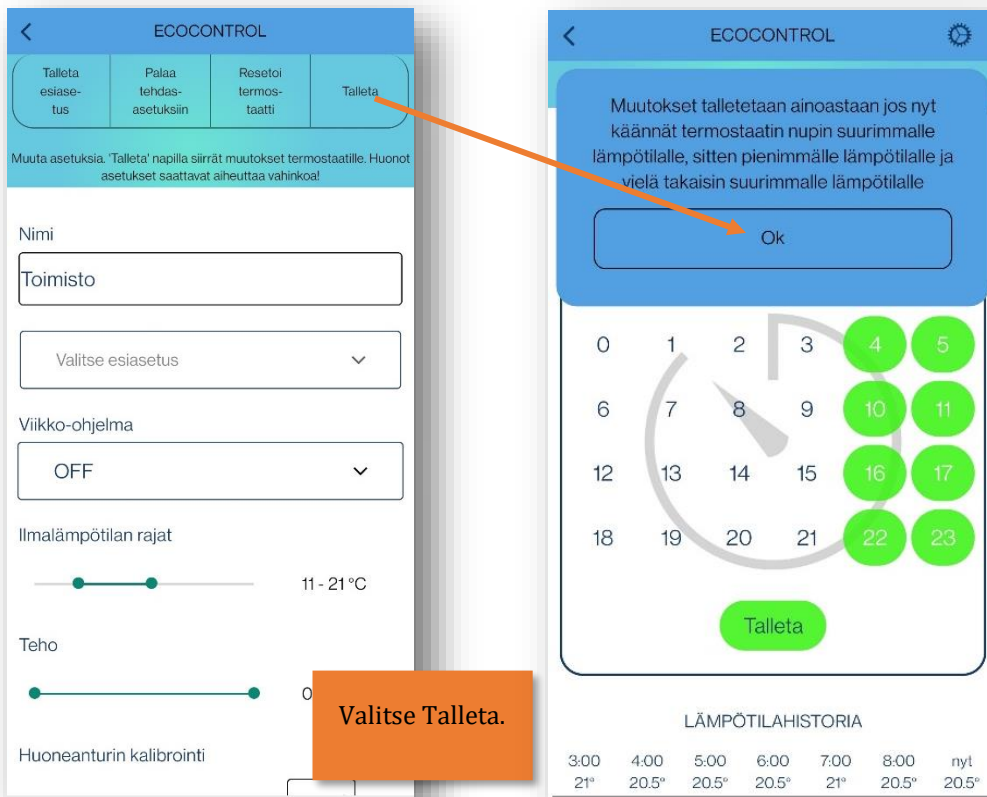 ECOCONTROL
Talleta
esiase-
tus
Palaa
tehdas-
asetuksiin
Resetoi
termos-
taatti
Talleta
Muuta asetuksia. 'Talleta' napilla siirrät muutokset termostaatille. Huonot
asetukset saattavat aiheuttaa vahinkoa!
Nimi
Toimisto
Valitse esiasetus
Viikko-ohjelma
OFF
Ilmalämpötilan rajat
11 - 21 °C
Teho
0
Huoneanturin kalibrointi
Valitse Talleta.
ECOCONTROL
Muutokset talletetaan ainoastaan jos nyt
käännät termostaatin nupin suurimmalle
lämpötilalle, sitten pienimmälle lämpötilalle ja
vielä takaisin suurimmalle lämpötilalle
Ok
0 1 2 3 4 5
6 7 8 9 10 11
12 13 14 15 16 17
18 19 20 21 22 23
Talleta
LÄMPÖTILAHISTORIA
3:00 4:00 5:00 6:00 7:00 8:00 nyt
21° 20.5° 20.5° 20.5° 21° 20.5° 20.5°